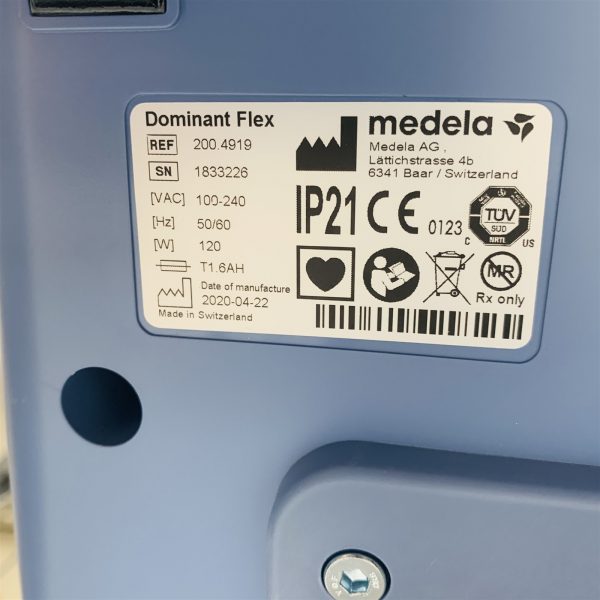 Dominant Flex
REF 200.4919
SN 1833226
[VAC] 100-240
[Hz] 50/60
[W] 120
T1.6AH
Date of manufacture
2020-04-22
Made in Switzerland
medela
Medela AG ,
Lättichstrasse 4b
6341 Baar / Switzerland
IP21 CE 0123
TÜV
SÜD
NRTL
C US
MR
Rx only